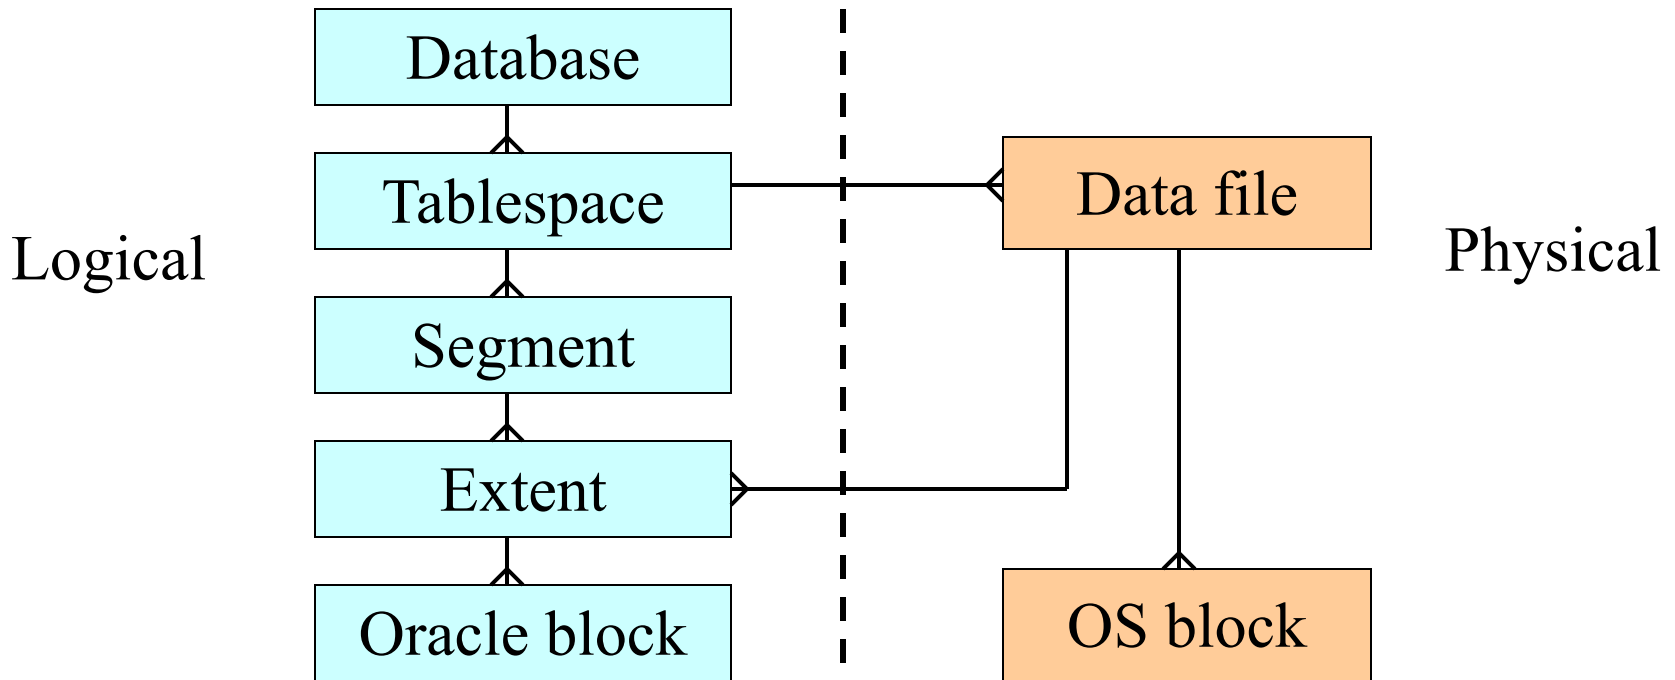 Database
Tablespace
Data file
Logical
Physical
Segment
Extent
Oracle block
OS block